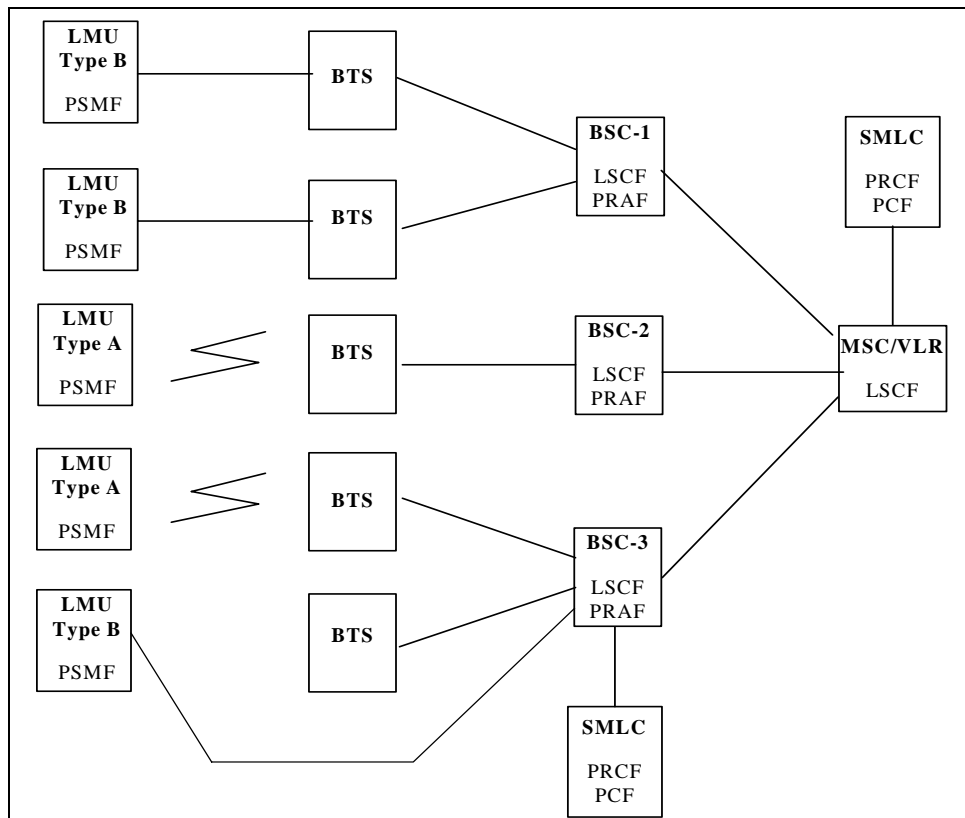 LMU
Type B
PSMF
BTS
BSC-1
LSCF
PRAF
SMLC
PRCF
PCF
LMU
Type B
PSMF
BTS
LMU
Type A
PSMF
BTS
BSC-2
LSCF
PRAF
MSC/VLR
LSCF
LMU
Type A
PSMF
BTS
BSC-3
LSCF
PRAF
LMU
Type B
PSMF
BTS
SMLC
PRCF
PCF